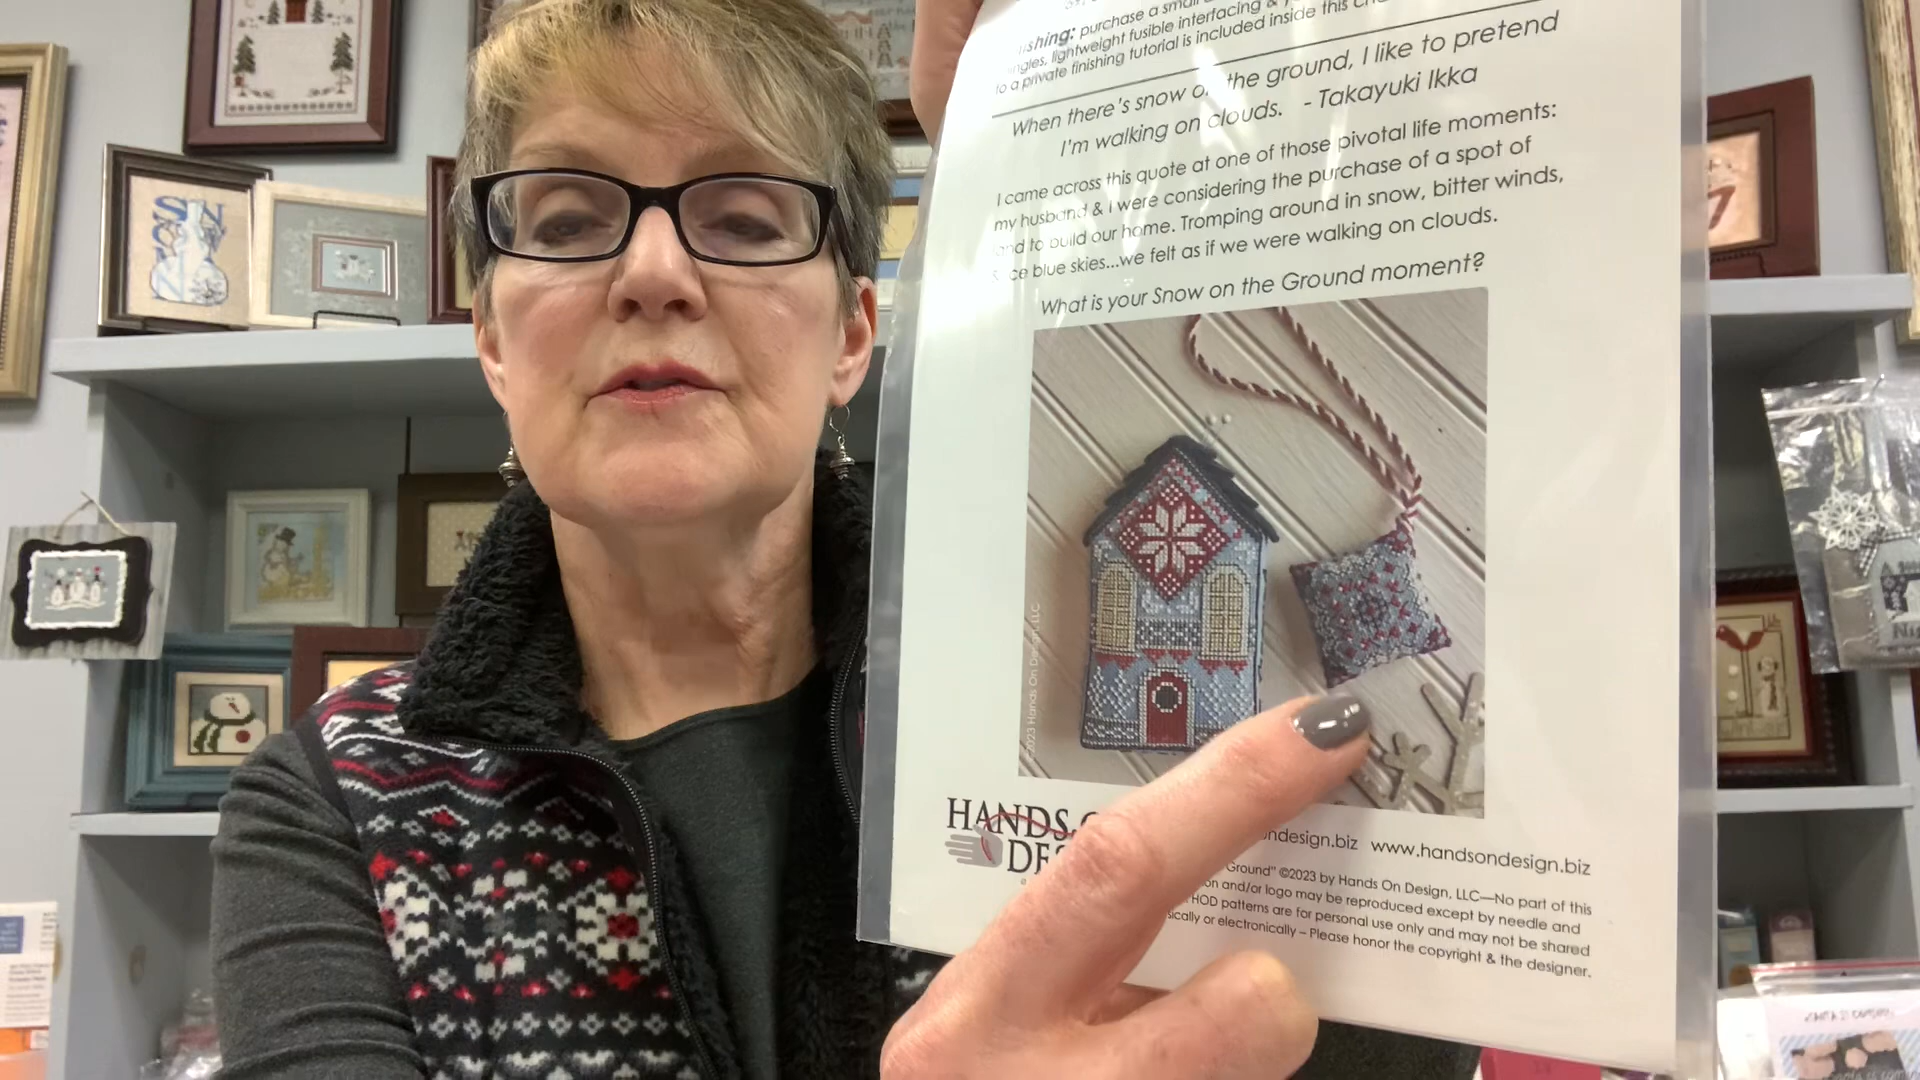 shing: purchase a small
ngles, lightweight fusible interfacing &
to a private finishing tutorial is included inside this
When there's snow on the ground, I like to pretend
I'm walking on clouds. - Takayuki Ikka
I came across this quote at one of those pivotal life moments:
my husband & I were considering the purchase of a spot of
land to build our home. Tromping around in snow, bitter winds,
& ice blue skies...we felt as if we were walking on clouds.
What is your Snow on the Ground moment?
2023 Hands On Design LLC
HANDS
DE
ondesign.biz www.handsondesign.biz
Ground" ©2023 by Hands On Design, LLC—No part of this
on and/or logo may be reproduced except by needle and
HOD patterns are for personal use only and may not be shared
sically or electronically – Please honor the copyright & the designer.
SNOW